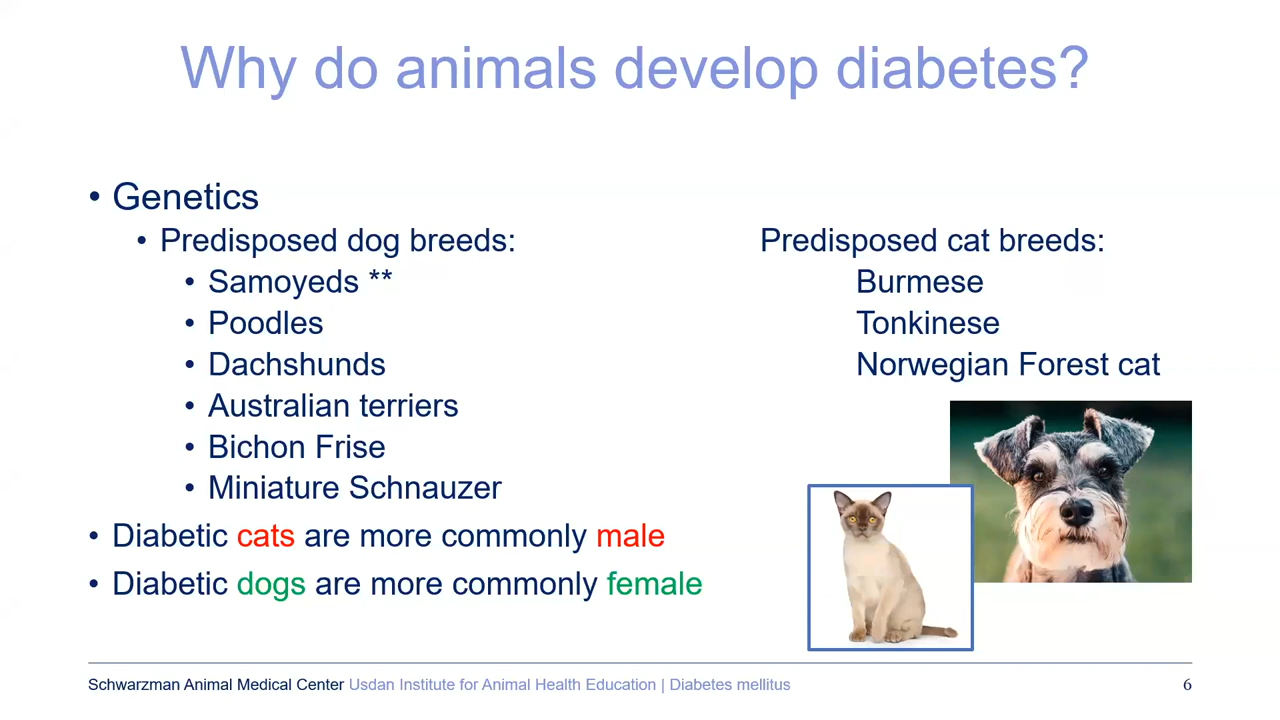 Why do animals develop diabetes?
• Genetics
• Predisposed dog breeds:
• Samoyeds **
• Poodles
• Dachshunds
• Australian terriers
• Bichon Frise
• Miniature Schnauzer
Predisposed cat breeds:
Burmese
Tonkinese
Norwegian Forest cat
• Diabetic cats are more commonly male
• Diabetic dogs are more commonly female
Schwarzman Animal Medical Center Usdan Institute for Animal Health Education | Diabetes mellitus
6